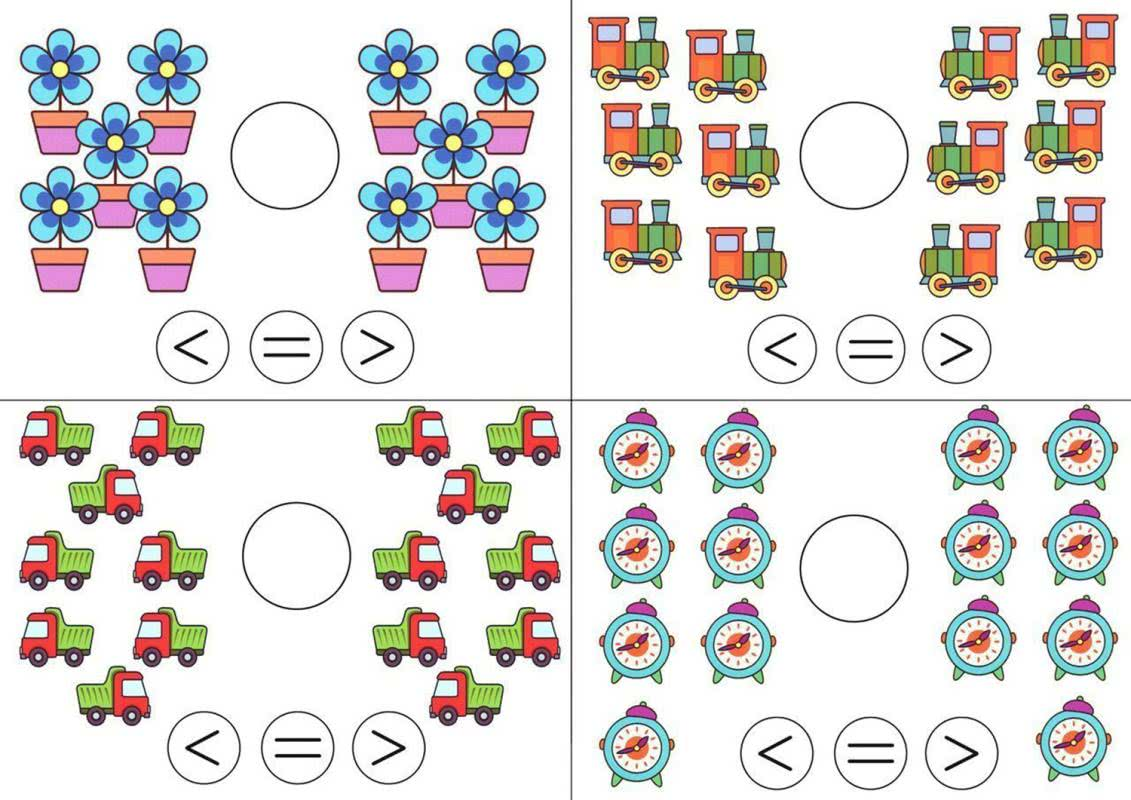 < = >
< = >
< = >
< = >